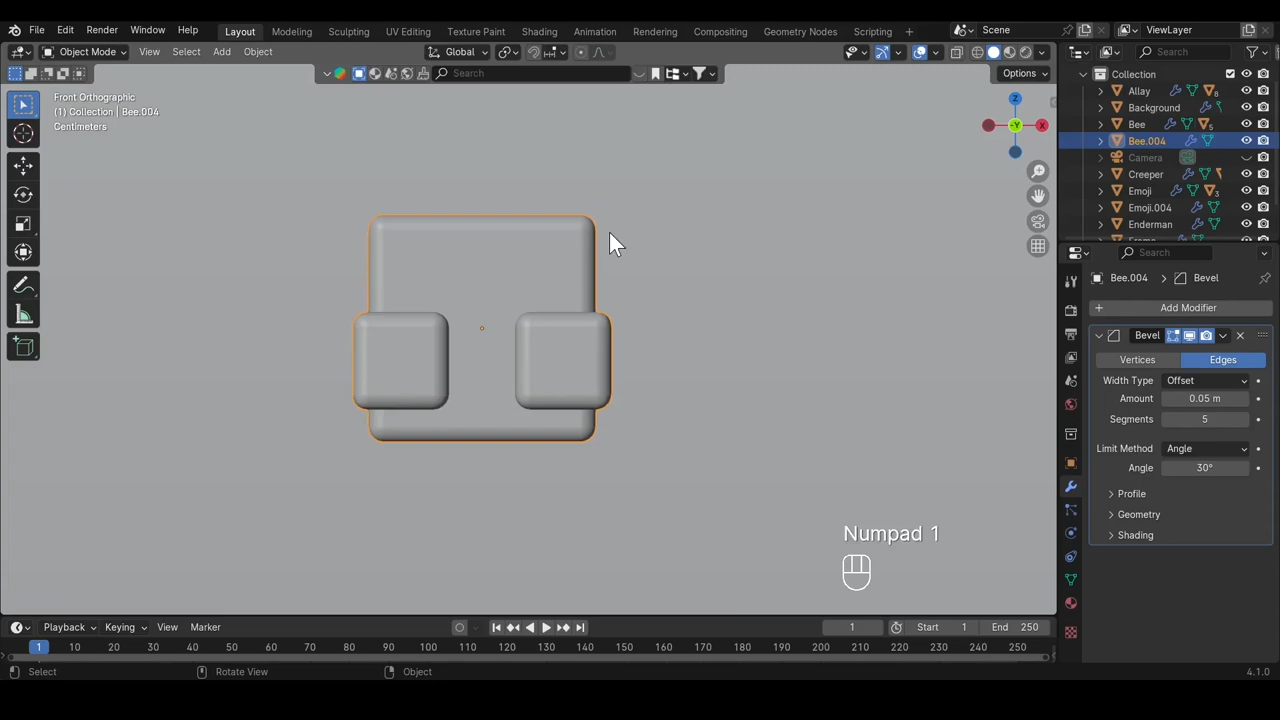 File Edit Render Window Help Layout Modeling Sculpting UV Editing Texture Paint Shading Animation Rendering Compositing Geometry Nodes Scripting Scene ViewLayer
Object Mode View Select Add Object Global Search
Search Options
Front Orthographic
(1) Collection | Bee.004
Centimeters
Z
-Y
X
Collection
Allay 8
Background
Bee 5
Bee.004
Camera
Creeper
Emoji 3
Emoji.004
Enderman
Search
Bee.004 Bevel
Add Modifier
Bevel
Vertices Edges
Width Type Offset
Amount 0.05 m
Segments 5
Limit Method Angle
Angle 30°
Profile
Geometry
Shading
Numpad 1
Playback Keying View Marker 1 Start 1 End 250
1 10 20 30 40 50 60 70 80 90 100 110 120 130 140 150 160 170 180 190 200 210 220 230 240 250
Select Rotate View Object 4.1.0